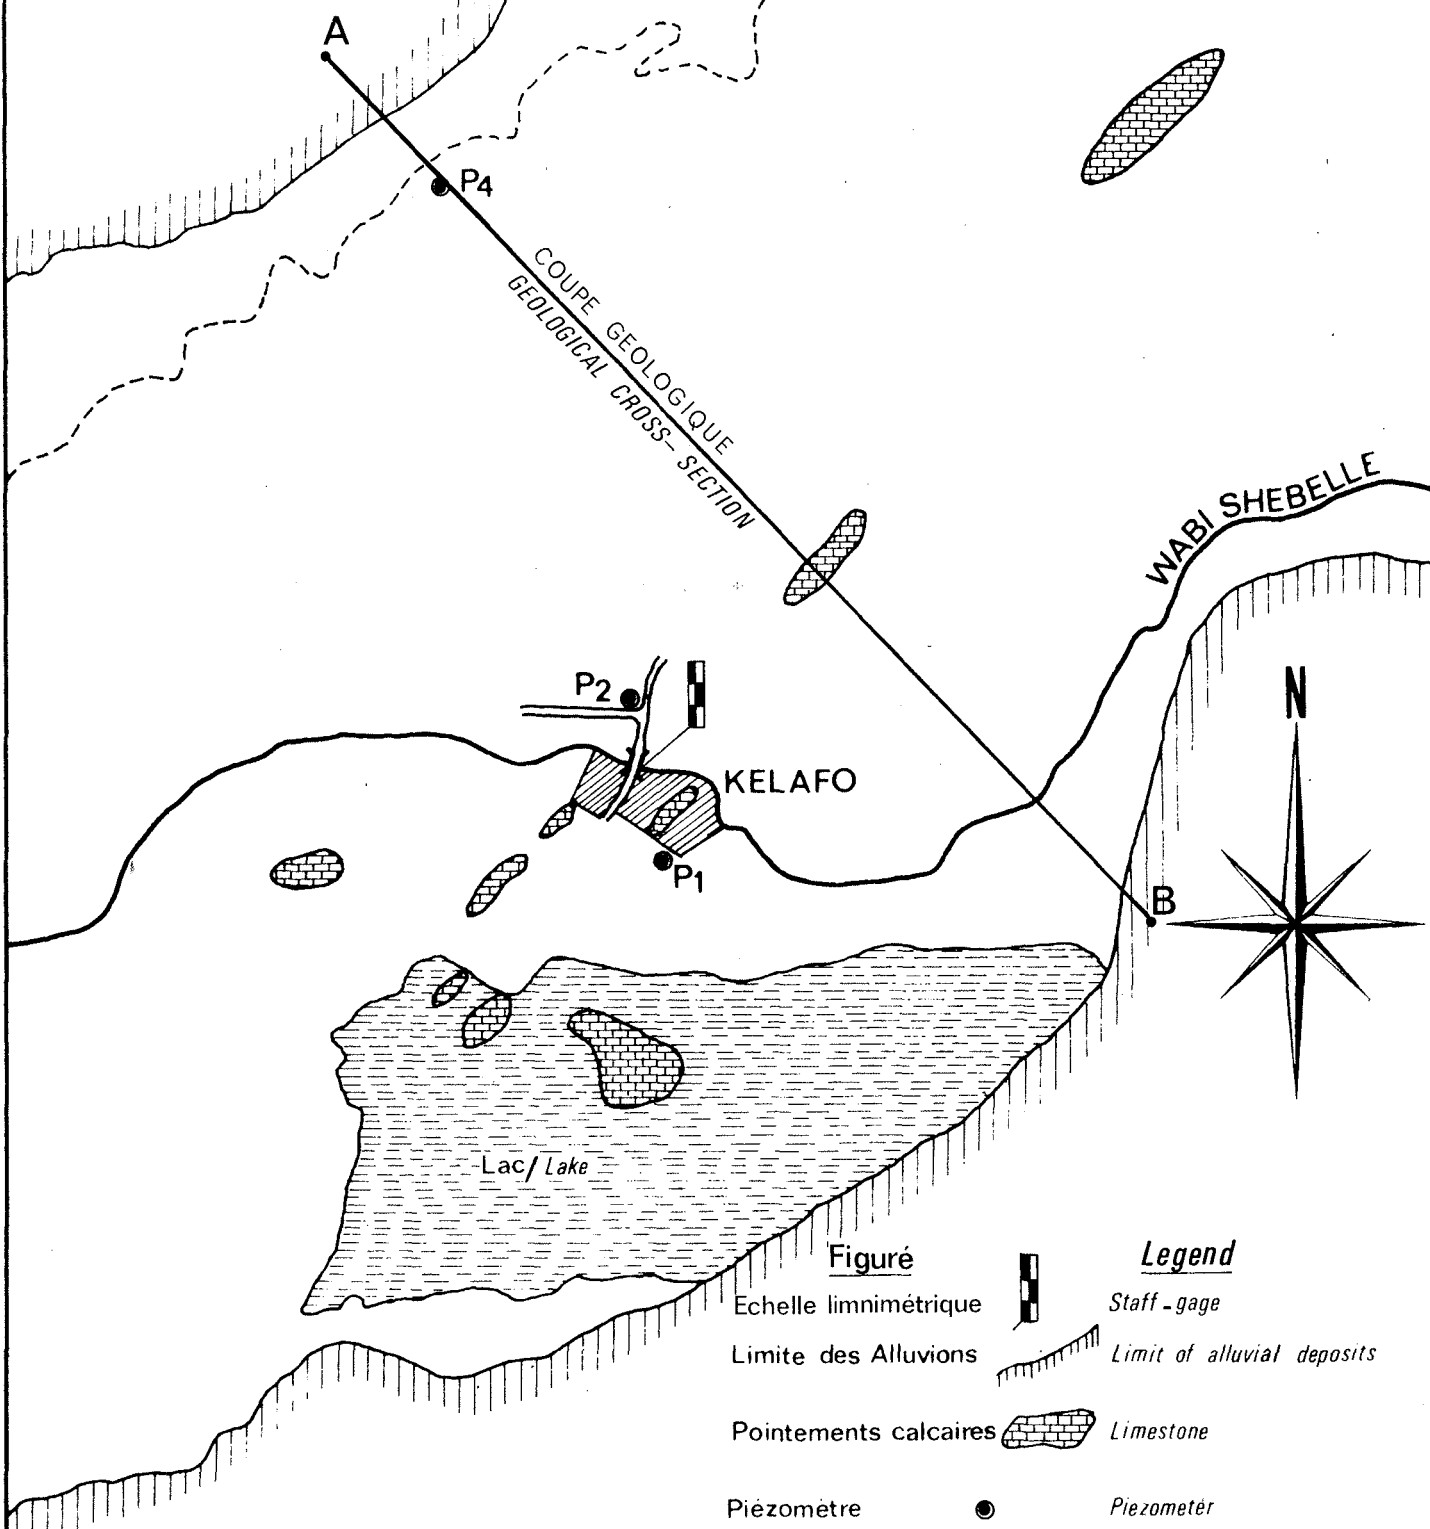 A
P4
COUPE GEOLOGIQUE
GEOLOGICAL CROSS-SECTION
WABI SHEBELLE
P2
N
KELAFO
P1
B
Lac/Lake
Figuré Legend
Echelle limnimétrique Staff-gage
Limite des Alluvions Limit of alluvial deposits
Pointements calcaires Limestone
Piézomètre Piezometér